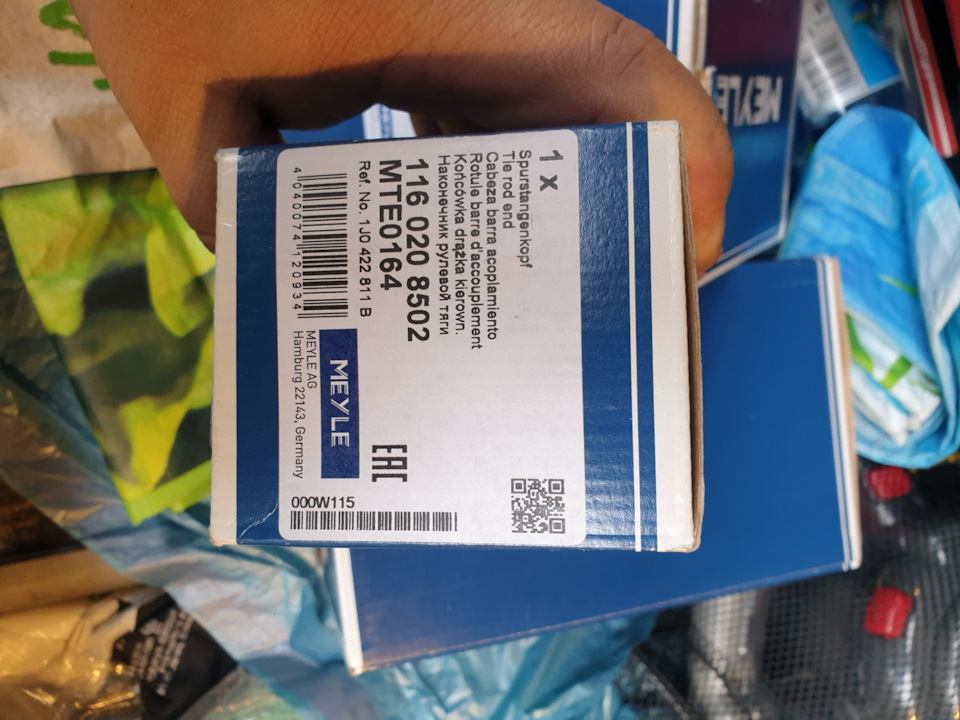 1 x
Spurstangenkopf
Tie rod end
Cabeza barra acoplamiento
Rotule barre d'accouplement
Końcówka drążka kierown.
Наконечник рулевой тяги
116 020 8502
MTE0164
Ref. No. 1J0 422 811 B
4 040074 120934
MEYLE
MEYLE AG
Hamburg 22143, Germany
EAC
000W115
MEYLE